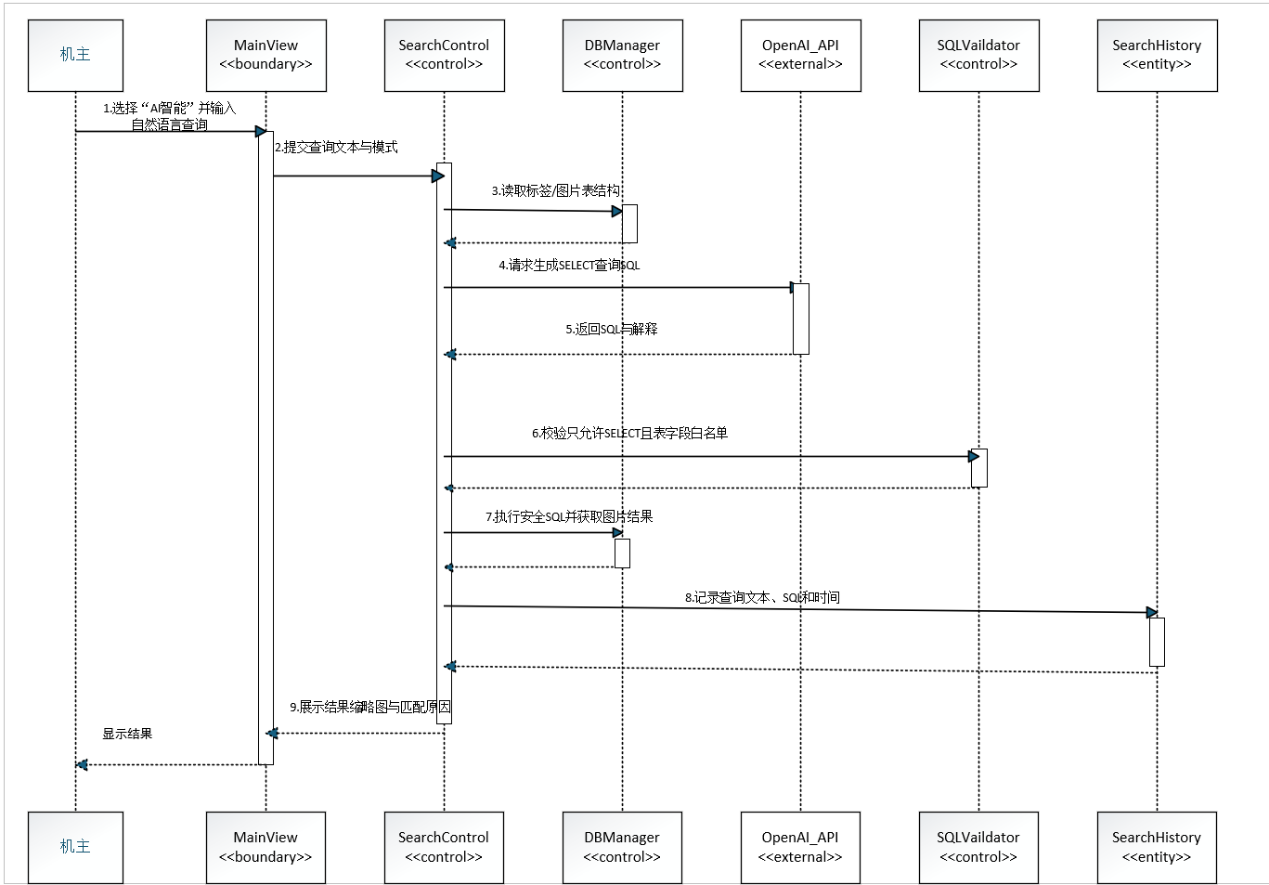 机主
MainView
<<boundary>>
SearchControl
<<control>>
DBManager
<<control>>
OpenAI_API
<<external>>
SQLVaildator
<<control>>
SearchHistory
<<entity>>
1.选择“AI智能”并输入
自然语言查询
2.提交查询文本与模式
3.读取标签/图片表结构
4.请求生成SELECT查询SQL
5.返回SQL与解释
6.校验只允许SELECT且表字段白名单
7.执行安全SQL并获取图片结果
8.记录查询文本、SQL和时间
9.展示结果缩略图与匹配原因
显示结果
机主
MainView
<<boundary>>
SearchControl
<<control>>
DBManager
<<control>>
OpenAI_API
<<external>>
SQLVaildator
<<control>>
SearchHistory
<<entity>>